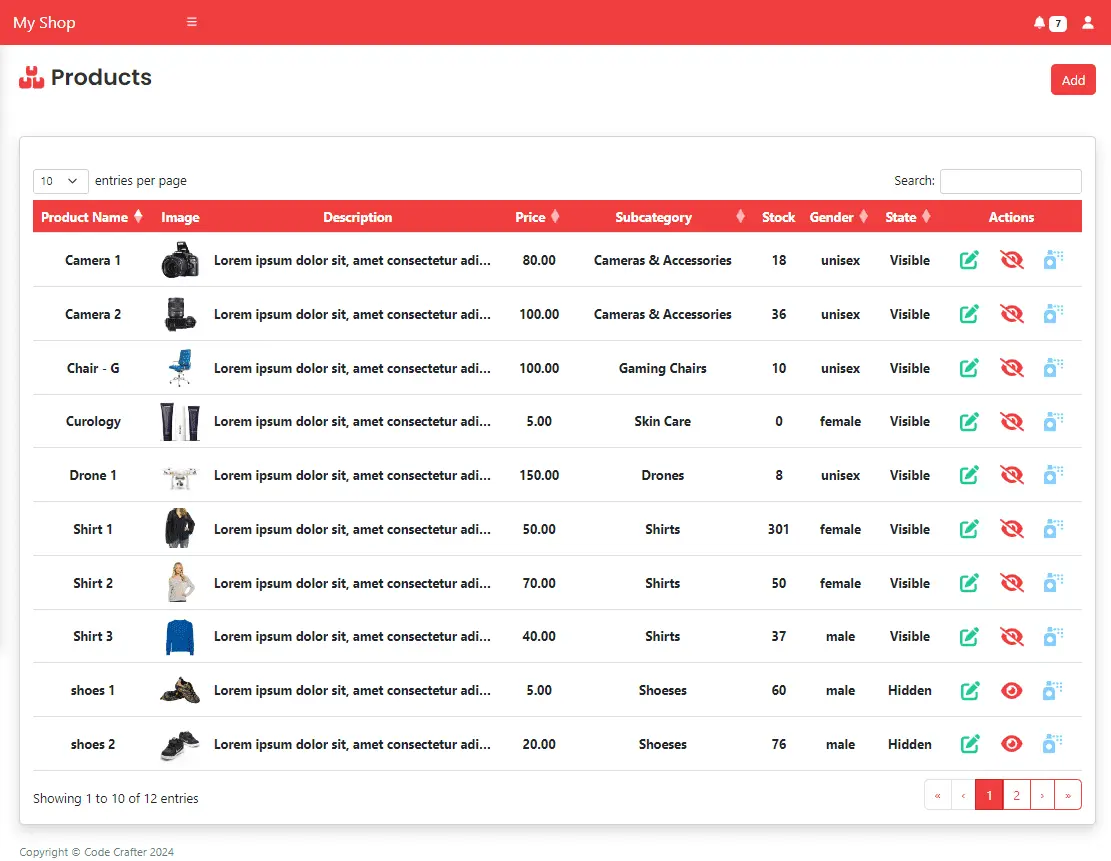 My Shop 7
Products
Add
10 entries per page Search:
Product Name Image Description Price Subcategory Stock Gender State Actions
Camera 1 Lorem ipsum dolor sit, amet consectetur adi... 80.00 Cameras & Accessories 18 unisex Visible
Camera 2 Lorem ipsum dolor sit, amet consectetur adi... 100.00 Cameras & Accessories 36 unisex Visible
Chair - G Lorem ipsum dolor sit, amet consectetur adi... 100.00 Gaming Chairs 10 unisex Visible
Curology Lorem ipsum dolor sit, amet consectetur adi... 5.00 Skin Care 0 female Visible
Drone 1 Lorem ipsum dolor sit, amet consectetur adi... 150.00 Drones 8 unisex Visible
Shirt 1 Lorem ipsum dolor sit, amet consectetur adi... 50.00 Shirts 301 female Visible
Shirt 2 Lorem ipsum dolor sit, amet consectetur adi... 70.00 Shirts 50 female Visible
Shirt 3 Lorem ipsum dolor sit, amet consectetur adi... 40.00 Shirts 37 male Visible
shoes 1 Lorem ipsum dolor sit, amet consectetur adi... 5.00 Shoeses 60 male Hidden
shoes 2 Lorem ipsum dolor sit, amet consectetur adi... 20.00 Shoeses 76 male Hidden
Showing 1 to 10 of 12 entries « ‹ 1 2 › »
Copyright © Code Crafter 2024